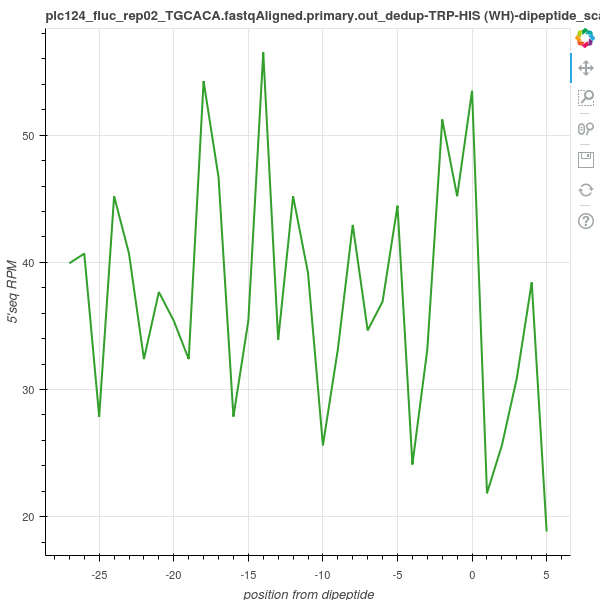 plc124_fluc_rep02_TGCACA.fastqAligned.primary.out_dedup-TRP-HIS (WH)-dipeptide_sca
5'seq RPM
50
40
30
20
-25 -20 -15 -10 -5 0 5
position from dipeptide